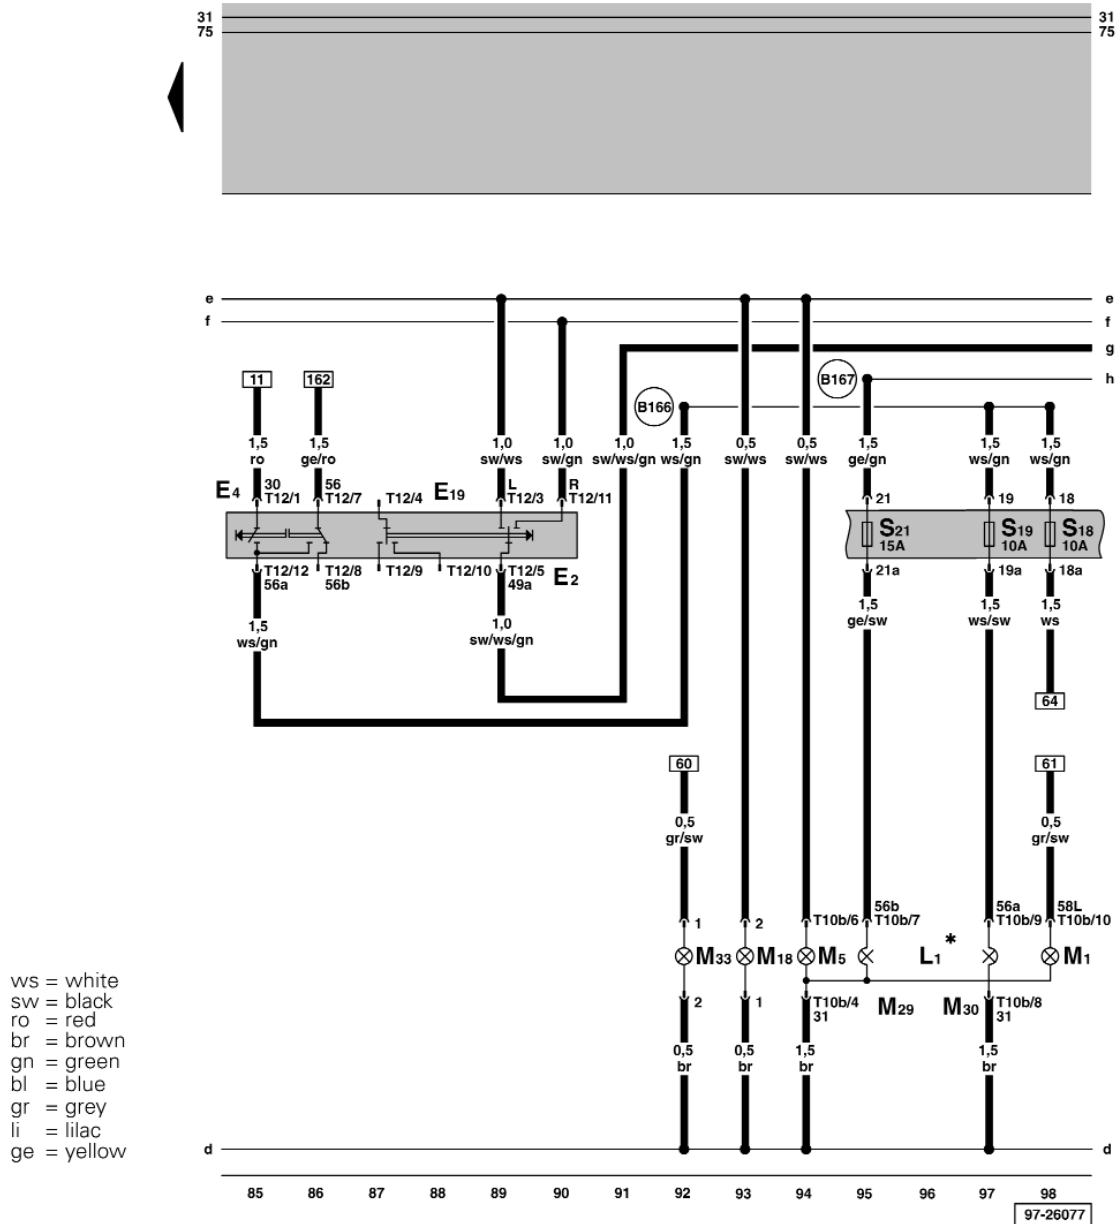 31 31
75 75
e e
f f
g
11 162 B167 h
B166
1,5 1,5 1,0 1,0 1,0 1,5 0,5 0,5 1,5 1,5 1,5
ro ge/ro sw/ws sw/gn sw/ws/gn ws/gn sw/ws sw/ws ge/gn ws/gn ws/gn
30 56 L R
E4 T12/1 T12/7 T12/4 E19 T12/3 T12/11 21 19 18
S21 S19 S18
15A 10A 10A
T12/12 T12/8 T12/9 T12/10 T12/5 E2 21a 19a 18a
56a 56b 49a
1,5 1,0 1,5 1,5 1,5
ws/gn sw/ws/gn ge/sw ws/sw ws
64
60 61
0,5 0,5
gr/sw gr/sw
56b 56a 58L
1 2 T10b/6 T10b/7 T10b/9 T10b/10
M33 M18 M5 L1 * M1
2 1 T10b/4 M29 M30 T10b/8
31 31
0,5 0,5 1,5 1,5
br br br br
ws = white
sw = black
ro = red
br = brown
gn = green
bl = blue
gr = grey
li = lilac
ge = yellow
d d
85 86 87 88 89 90 91 92 93 94 95 96 97 98
97-26077